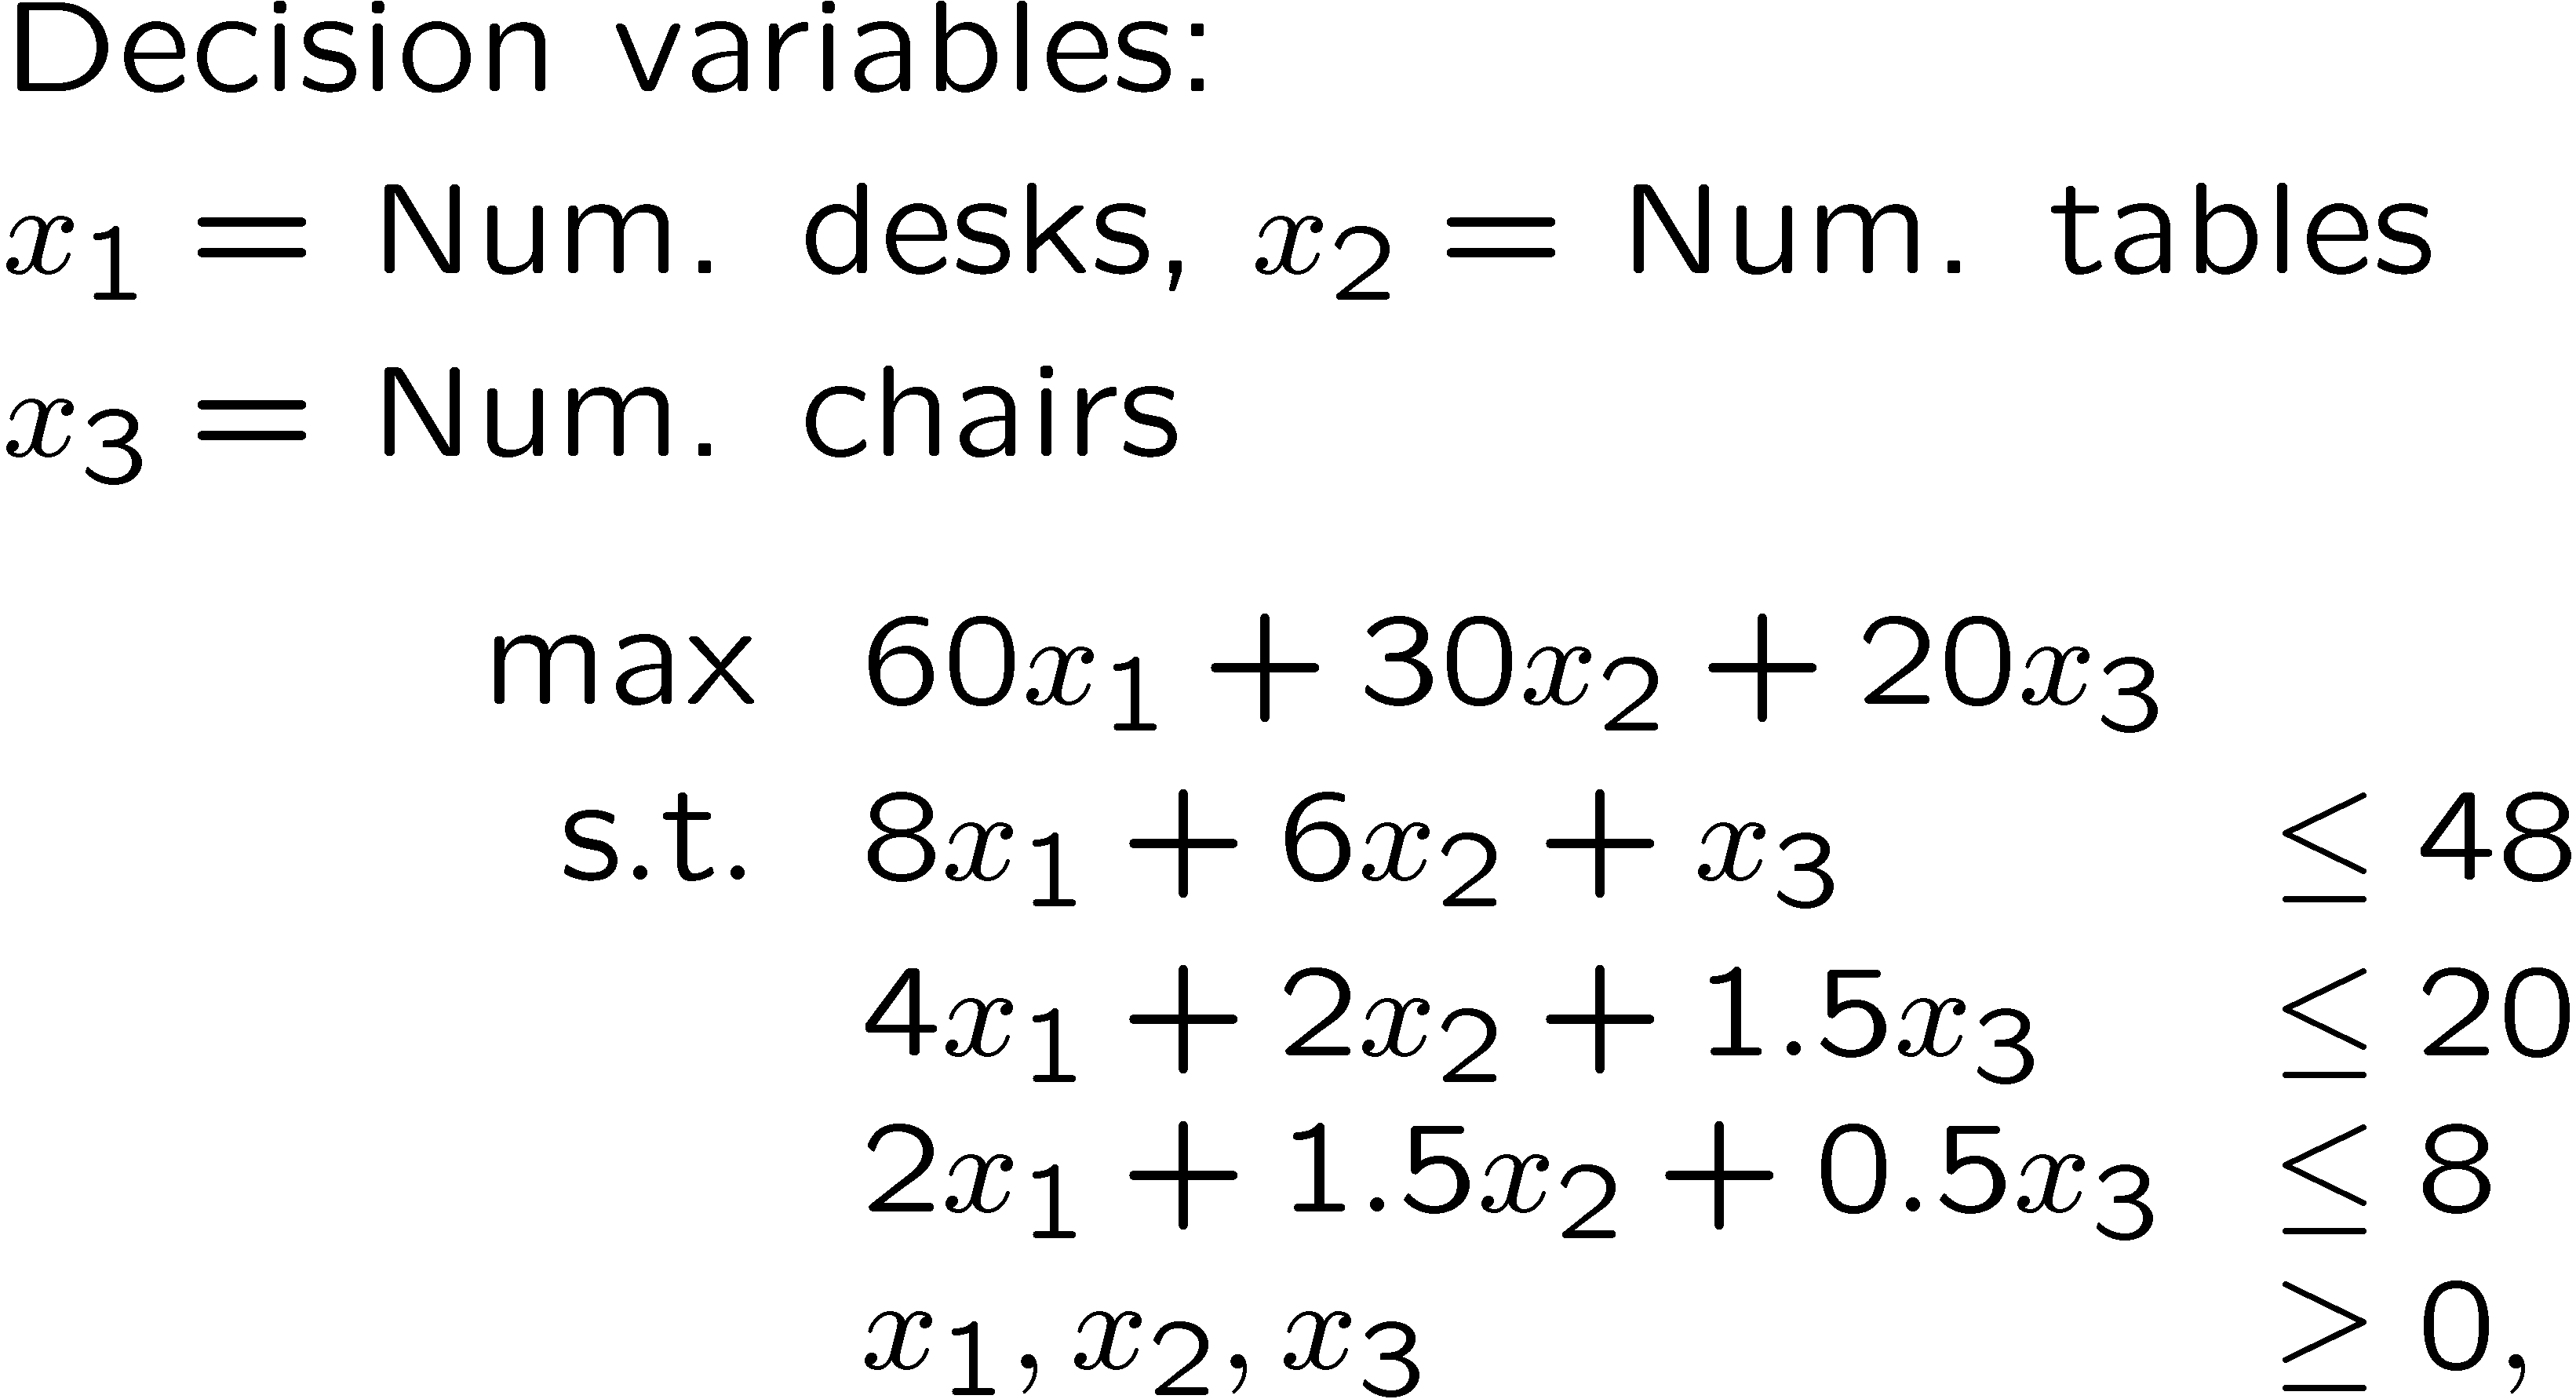 Decision variables:
x₁ = Num. desks, x₂ = Num. tables
x₃ = Num. chairs
max 60x₁ + 30x₂ + 20x₃
s.t. 8x₁ + 6x₂ + x₃ ≤ 48
4x₁ + 2x₂ + 1.5x₃ ≤ 20
2x₁ + 1.5x₂ + 0.5x₃ ≤ 8
x₁, x₂, x₃ ≥ 0,